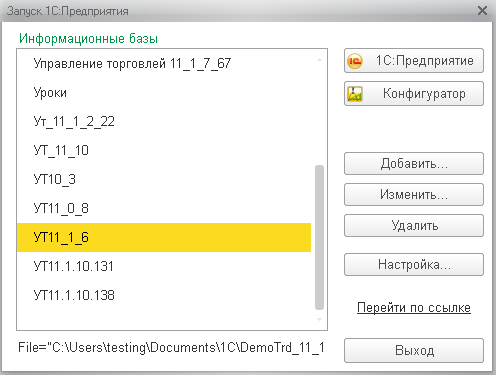 Запуск 1С:Предприятия
Информационные базы
Управление торговлей 11_1_7_67
Уроки
Ут_11_1_2_22
УТ_11_10
УТ10_3
УТ11_0_8
УТ11_1_6
УТ11.1.10.131
УТ11.1.10.138
File="C:\Users\testing\Documents\1C\DemoTrd_11_1
1С:Предприятие
Конфигуратор
Добавить...
Изменить...
Удалить
Настройка...
Перейти по ссылке
Выход